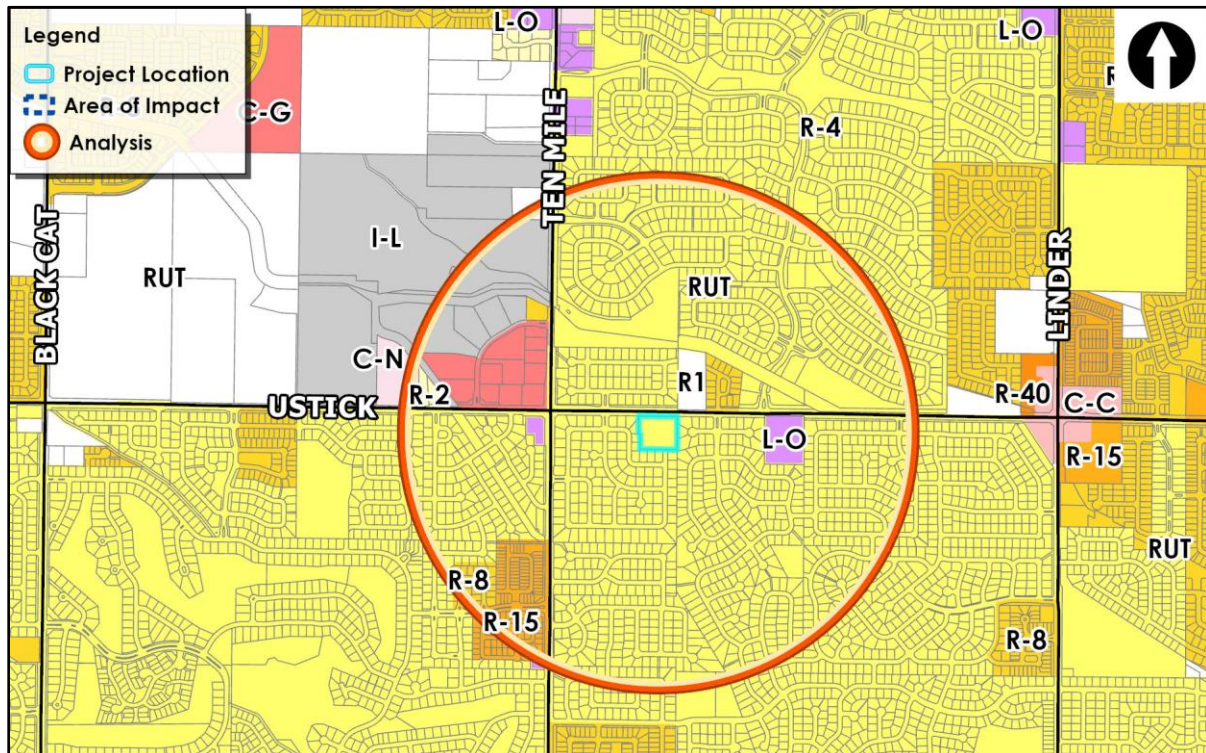 Legend
Project Location
Area of Impact
Analysis
L-O
L-O
C-G
TEN MILE
R-4
I-L
RUT
BLACK CAT
RUT
LINDER
C-N
R-2
R1
R-40
C-C
USTICK
L-O
R-15
RUT
R-8
R-15
R-8